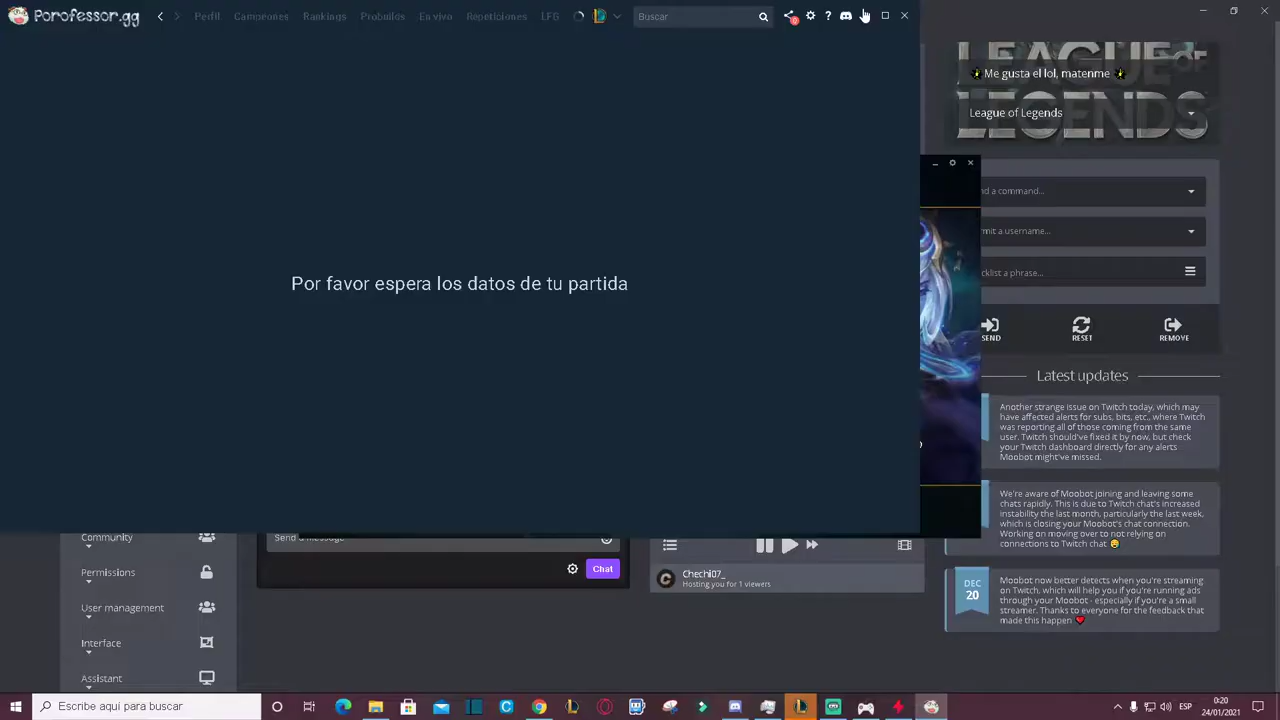 Porofessor.gg
Perfil
Campeones
Rankings
Probuilds
En vivo
Repeticiones
LFG
Buscar
Por favor espera los datos de tu partida
LEAGUE OF
Me gusta el lol, matenme
LEGENDS
League of Legends
d a command...
mit a username...
cklist a phrase...
SEND
RESET
REMOVE
Latest updates
Another strange issue on Twitch today, which may
have affected alerts for subs, bits, etc., where Twitch
was reporting all of those coming from the same
user. Twitch should've fixed it by now, but check
your Twitch dashboard directly for any alerts
Moobot might've missed.
We're aware of Moobot joining and leaving some
chats rapidly. This is due to Twitch chat's increased
instability the last month, particularly the last week,
which is closing your Moobot's chat connection.
Working on moving over to not relying on
connections to Twitch chat
DEC
20
Moobot now better detects when you're streaming
on Twitch, which will help you if you're running ads
through your Moobot - especially if you're a small
streamer. Thanks to everyone for the feedback that
made this happen
Community
Permissions
User management
Interface
Assistant
Send a message
Chat
Chechi07_
Hosting you for 1 viewers
Escribe aquí para buscar
ESP
0:20
24/01/2021